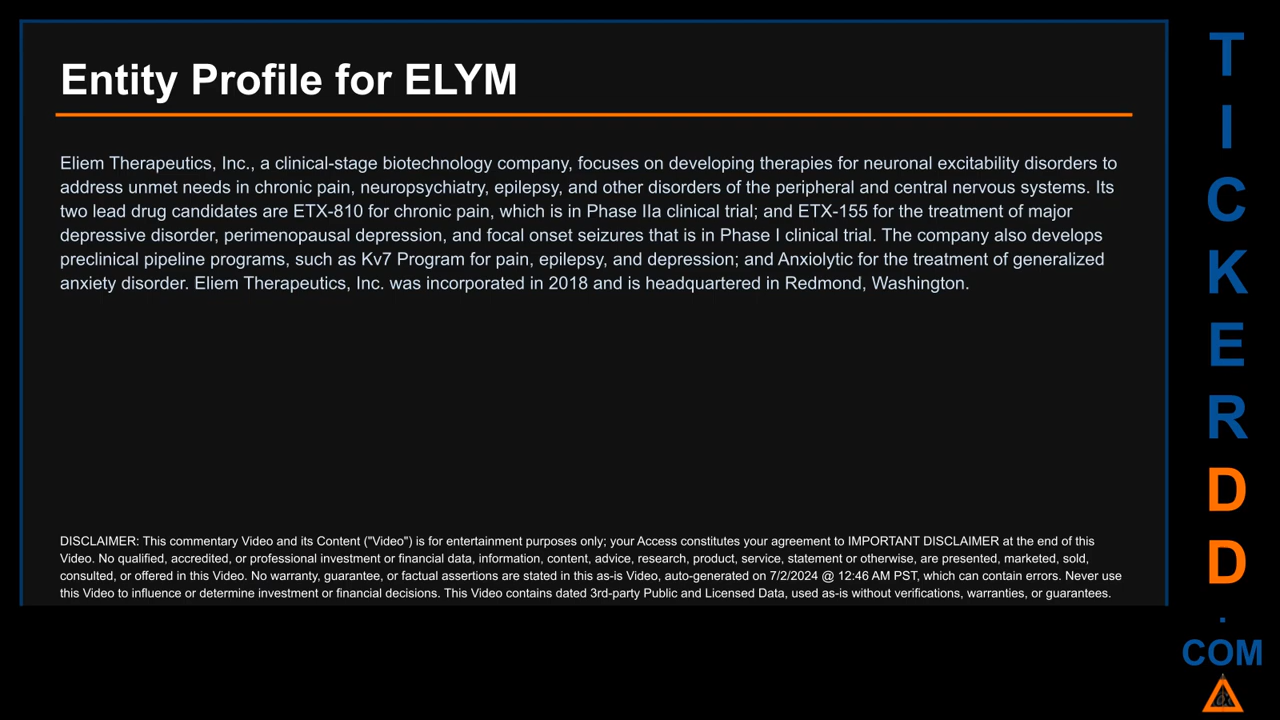 Entity Profile for ELYM
Eliem Therapeutics, Inc., a clinical-stage biotechnology company, focuses on developing therapies for neuronal excitability disorders to
address unmet needs in chronic pain, neuropsychiatry, epilepsy, and other disorders of the peripheral and central nervous systems. Its
two lead drug candidates are ETX-810 for chronic pain, which is in Phase IIa clinical trial; and ETX-155 for the treatment of major
depressive disorder, perimenopausal depression, and focal onset seizures that is in Phase I clinical trial. The company also develops
preclinical pipeline programs, such as Kv7 Program for pain, epilepsy, and depression; and Anxiolytic for the treatment of generalized
anxiety disorder. Eliem Therapeutics, Inc. was incorporated in 2018 and is headquartered in Redmond, Washington.
DISCLAIMER: This commentary Video and its Content ("Video") is for entertainment purposes only; your Access constitutes your agreement to IMPORTANT DISCLAIMER at the end of this
Video. No qualified, accredited, or professional investment or financial data, information, content, advice, research, product, service, statement or otherwise, are presented, marketed, sold,
consulted, or offered in this Video. No warranty, guarantee, or factual assertions are stated in this as-is Video, auto-generated on 7/2/2024 @ 12:46 AM PST, which can contain errors. Never use
this Video to influence or determine investment or financial decisions. This Video contains dated 3rd-party Public and Licensed Data, used as-is without verifications, warranties, or guarantees.
T
I
C
K
E
R
D
D
.
COM